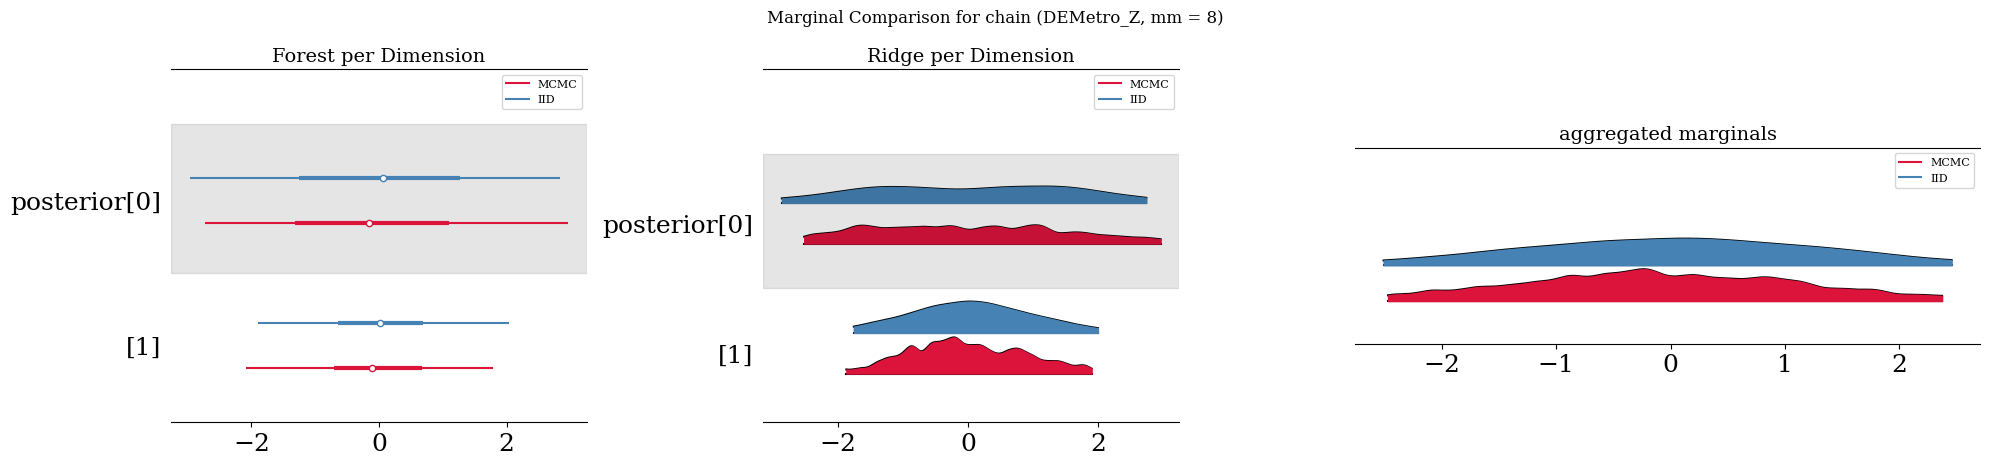 Marginal Comparison for chain (DEMetro_Z, mm = 8)
Forest per Dimension
MCMC
IID
posterior[0]
[1]
−2 0 2
Ridge per Dimension
MCMC
IID
posterior[0]
[1]
−2 0 2
aggregated marginals
MCMC
IID
−2 −1 0 1 2